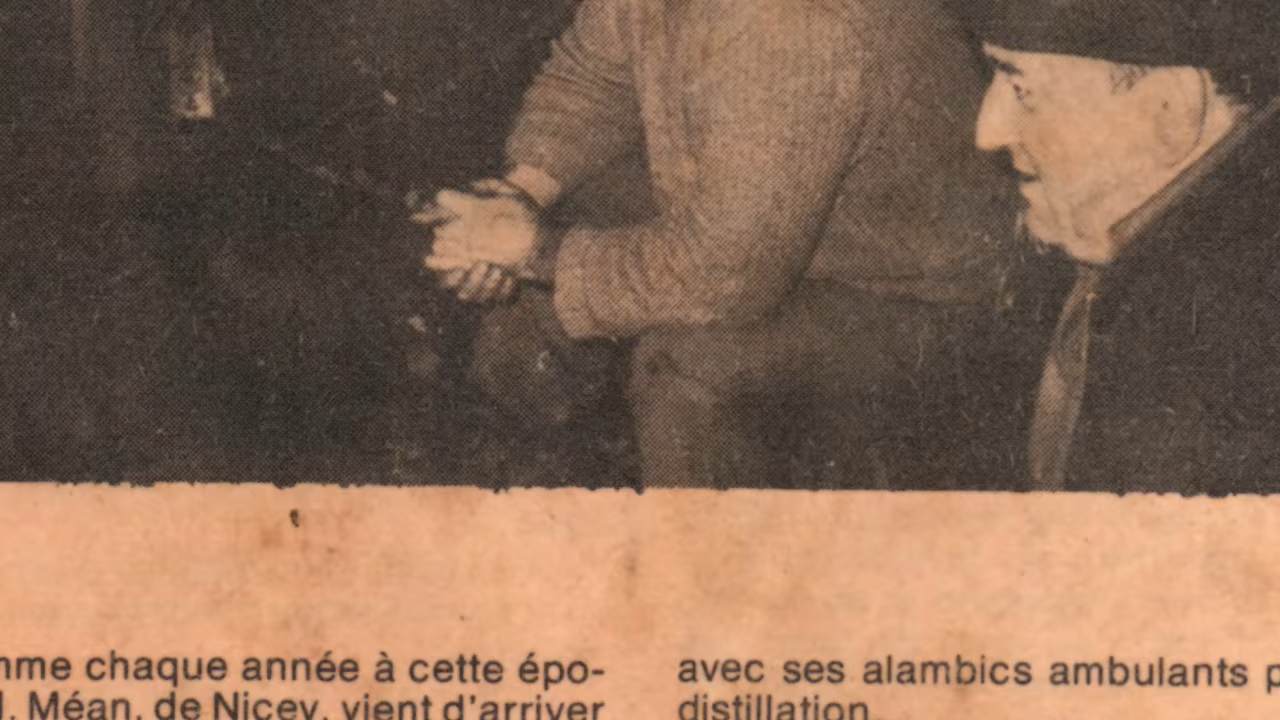 mme chaque année à cette épo-
. Méan, de Nicey, vient d'arriver
avec ses alambics ambulants p
distillation.